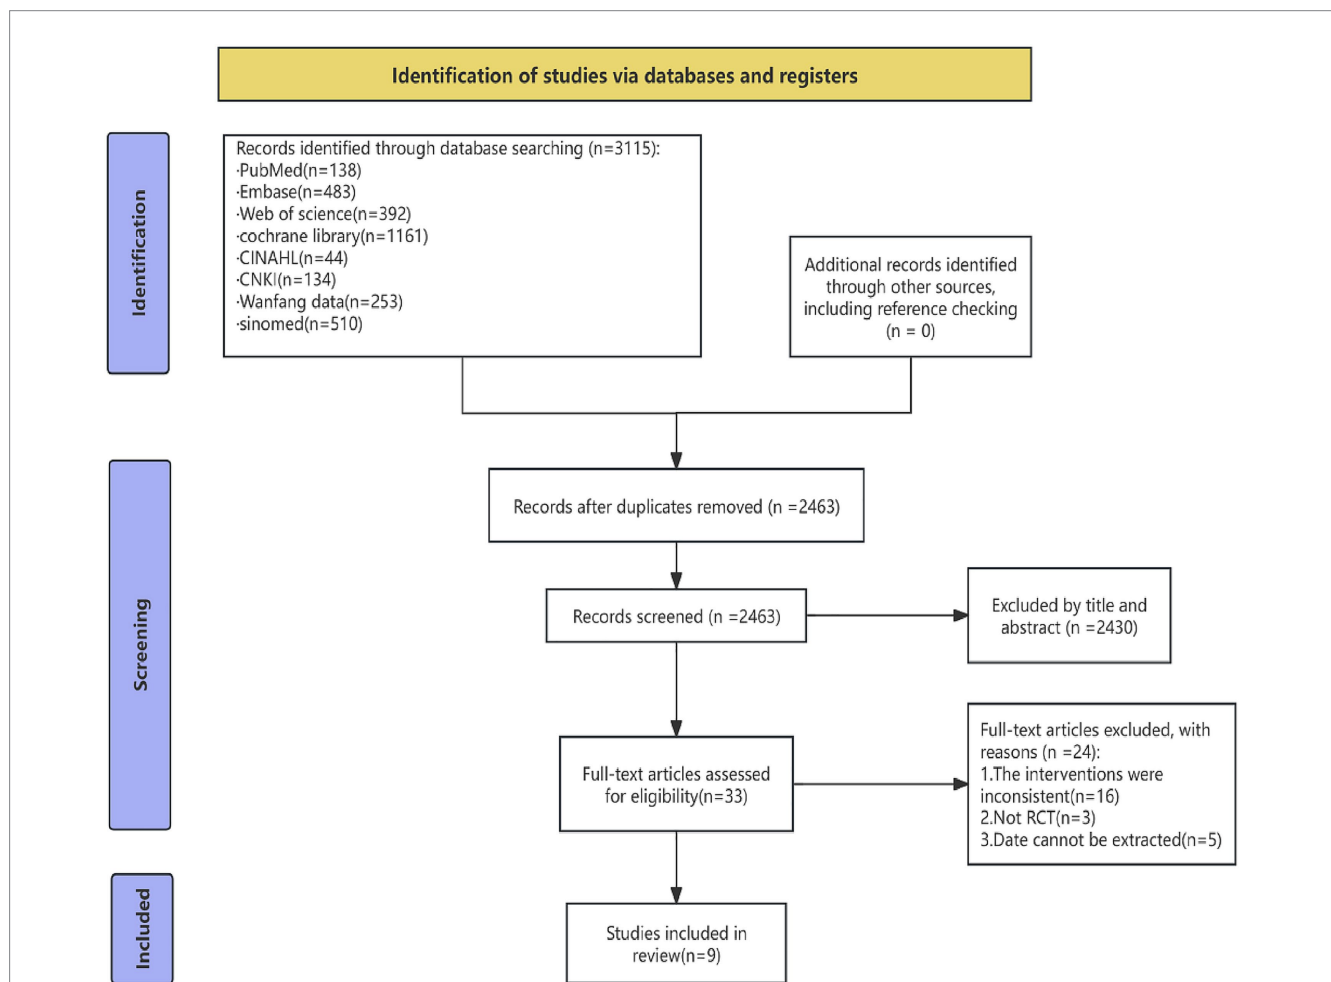 Identification of studies via databases and registers
Identification
Records identified through database searching (n=3115):
·PubMed(n=138)
·Embase(n=483)
·Web of science(n=392)
·cochrane library(n=1161)
·CINAHL(n=44)
·CNKI(n=134)
·Wanfang data(n=253)
·sinomed(n=510)
Additional records identified
through other sources,
including reference checking
(n = 0)
Screening
Records after duplicates removed (n =2463)
Records screened (n =2463)
Excluded by title and
abstract (n =2430)
Full-text articles assessed
for eligibility(n=33)
Full-text articles excluded, with
reasons (n =24):
1.The interventions were
inconsistent(n=16)
2.Not RCT(n=3)
3.Date cannot be extracted(n=5)
Included
Studies included in
review(n=9)